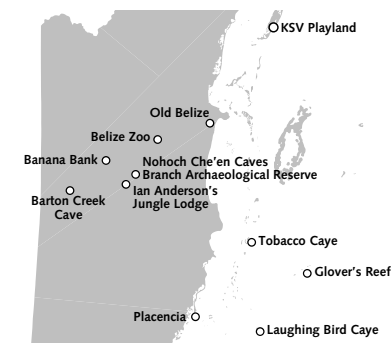 KSV Playland
Old Belize
Belize Zoo
Banana Bank
Nohoch Che'en Caves
Branch Archaeological Reserve
Ian Anderson's
Jungle Lodge
Barton Creek
Cave
Tobacco Caye
Glover's Reef
Placencia
Laughing Bird Caye